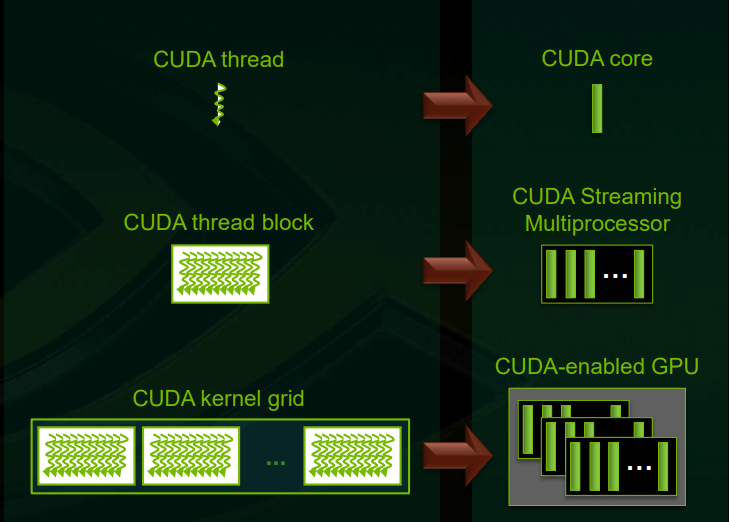 CUDA thread
CUDA core
CUDA thread block
CUDA Streaming
Multiprocessor
...
CUDA kernel grid
CUDA-enabled GPU
...
...